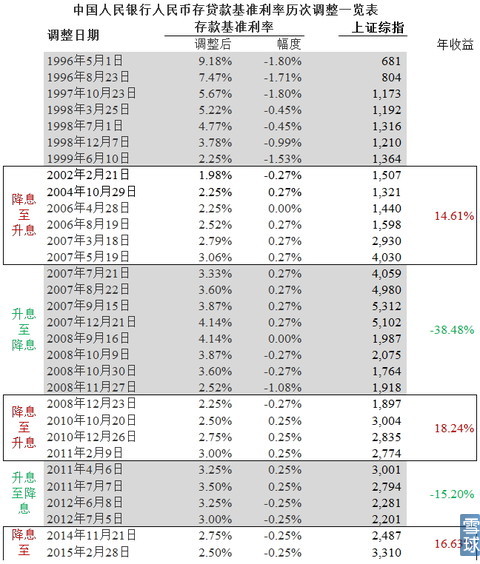 中国人民银行人民币存贷款基准利率历次调整一览表
调整日期 存款基准利率 上证综指 年收益
调整后 幅度
1996年5月1日 9.18% -1.80% 681
1996年8月23日 7.47% -1.71% 804
1997年10月23日 5.67% -1.80% 1,173
1998年3月25日 5.22% -0.45% 1,192
1998年7月1日 4.77% -0.45% 1,316
1998年12月7日 3.78% -0.99% 1,210
1999年6月10日 2.25% -1.53% 1,364
降息至升息 14.61%
2002年2月21日 1.98% -0.27% 1,507
2004年10月29日 2.25% 0.27% 1,321
2006年4月28日 2.25% 0.00% 1,440
2006年8月19日 2.52% 0.27% 1,598
2007年3月18日 2.79% 0.27% 2,930
2007年5月19日 3.06% 0.27% 4,030
升息至降息 -38.48%
2007年7月21日 3.33% 0.27% 4,059
2007年8月22日 3.60% 0.27% 4,980
2007年9月15日 3.87% 0.27% 5,312
2007年12月21日 4.14% 0.27% 5,102
2008年9月16日 4.14% 0.00% 1,987
2008年10月9日 3.87% -0.27% 2,075
2008年10月30日 3.60% -0.27% 1,764
2008年11月27日 2.52% -1.08% 1,918
降息至升息 18.24%
2008年12月23日 2.25% -0.27% 1,897
2010年10月20日 2.50% 0.25% 3,004
2010年12月26日 2.75% 0.25% 2,835
2011年2月9日 3.00% 0.25% 2,774
升息至降息 -15.20%
2011年4月6日 3.25% 0.25% 3,001
2011年7月7日 3.50% 0.25% 2,794
2012年6月8日 3.25% -0.25% 2,281
2012年7月5日 3.00% -0.25% 2,201
降息至 16.63
2014年11月21日 2.75% -0.25% 2,487
2015年2月28日 2.50% -0.25% 3,310
雪球